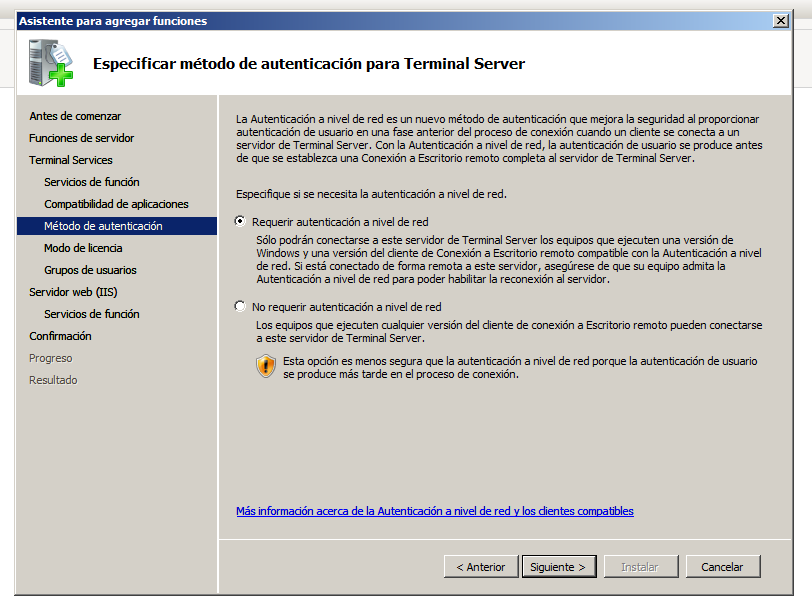 Asistente para agregar funciones
Especificar método de autenticación para Terminal Server
Antes de comenzar
Funciones de servidor
Terminal Services
Servicios de función
Compatibilidad de aplicaciones
Método de autenticación
Modo de licencia
Grupos de usuarios
Servidor web (IIS)
Servicios de función
Confirmación
Progreso
Resultado
La Autenticación a nivel de red es un nuevo método de autenticación que mejora la seguridad al proporcionar
autenticación de usuario en una fase anterior del proceso de conexión cuando un cliente se conecta a un
servidor de Terminal Server. Con la Autenticación a nivel de red, la autenticación de usuario se produce antes
de que se establezca una Conexión a Escritorio remoto completa al servidor de Terminal Server.
Especifique si se necesita la autenticación a nivel de red.
Requerir autenticación a nivel de red
Sólo podrán conectarse a este servidor de Terminal Server los equipos que ejecuten una versión de
Windows y una versión del cliente de Conexión a Escritorio remoto compatible con la Autenticación a nivel
de red. Si está conectado de forma remota a este servidor, asegúrese de que su equipo admita la
Autenticación a nivel de red para poder habilitar la reconexión al servidor.
No requerir autenticación a nivel de red
Los equipos que ejecuten cualquier versión del cliente de conexión a Escritorio remoto pueden conectarse
a este servidor de Terminal Server.
Esta opción es menos segura que la autenticación a nivel de red porque la autenticación de usuario
se produce más tarde en el proceso de conexión.
Más información acerca de la Autenticación a nivel de red y los clientes compatibles
< Anterior
Siguiente >
Instalar
Cancelar